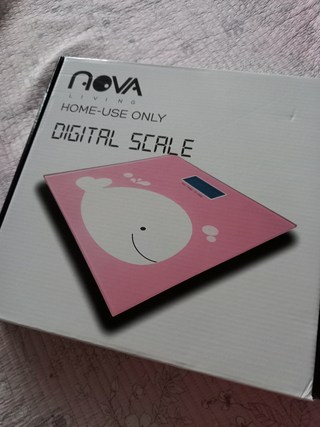 NOVA
LIVING
HOME-USE ONLY
DIGITAL SCALE